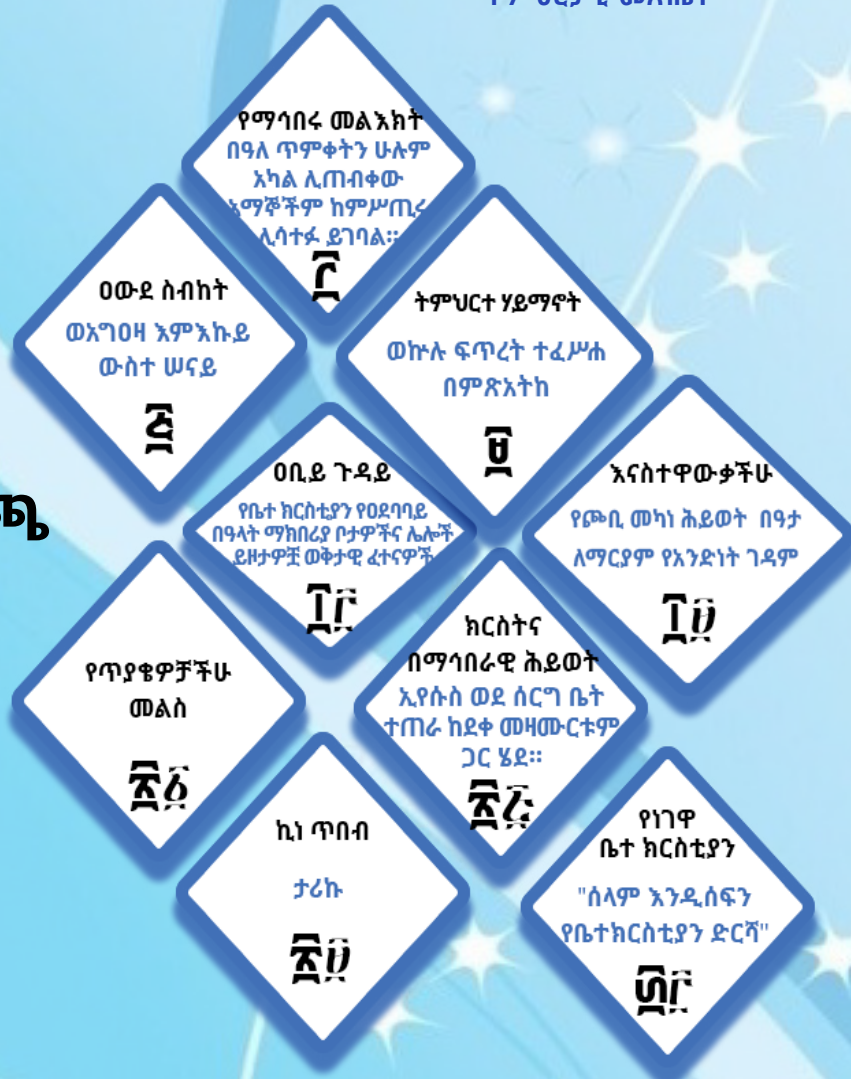 የማኅበሩ መልእክት
በዓለ ጥምቀትን ሁሉም
አካል ሊጠብቀው
አማኞችም ከምሥጢሩ
ሊሳተፉ ይገባል።
፫
ዐውደ ስብከት
ወአግዐዛ እምእኩይ
ውስተ ሠናይ
፭
ትምህርተ ሃይማኖት
ወኵሉ ፍጥረት ተፈሥሐ
በምጽአትከ
፱
ዐቢይ ጉዳይ
የቤተ ክርስቲያን የዐደባባይ
በዓላት ማክበሪያ ቦታዎችና ሌሎች
ይዞታዎቿ ወቅታዊ ፈተናዎች
፲፫
እናስተዋውቃችሁ
የጮቢ መካነ ሕይወት በዓታ
ለማርያም የአንድነት ገዳም
፲፱
የጥያቄዎቻችሁ
መልስ
፳፩
ክርስትና
በማኅበራዊ ሕይወት
ኢየሱስ ወደ ሰርግ ቤት
ተጠራ ከደቀ መዛሙርቱም
ጋር ሄደ።
፳፭
ኪነ ጥበብ
ታሪኩ
፳፱
የነገዋ
ቤተ ክርስቲያን
"ሰላም እንዲሰፍን
የቤተክርስቲያን ድርሻ"
፴፫